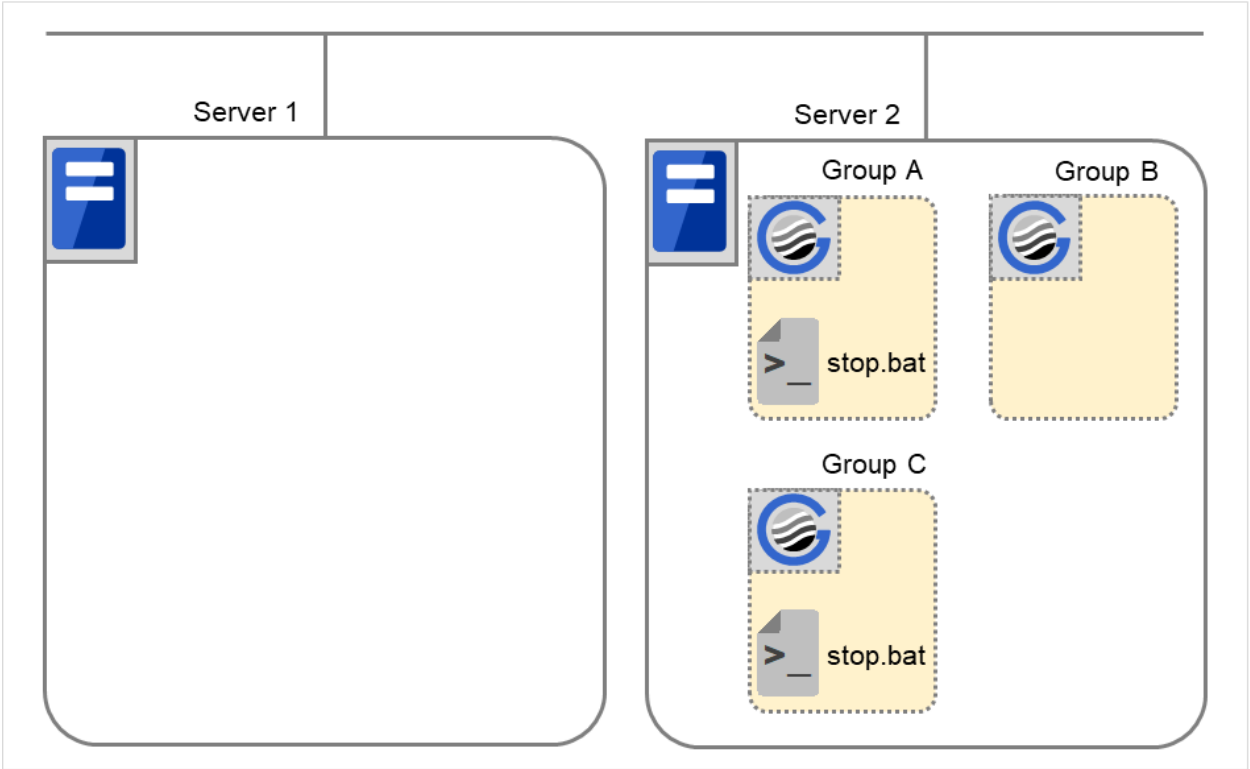 Server 1
Server 2
Group A
Group B
>_ stop.bat
Group C
>_ stop.bat